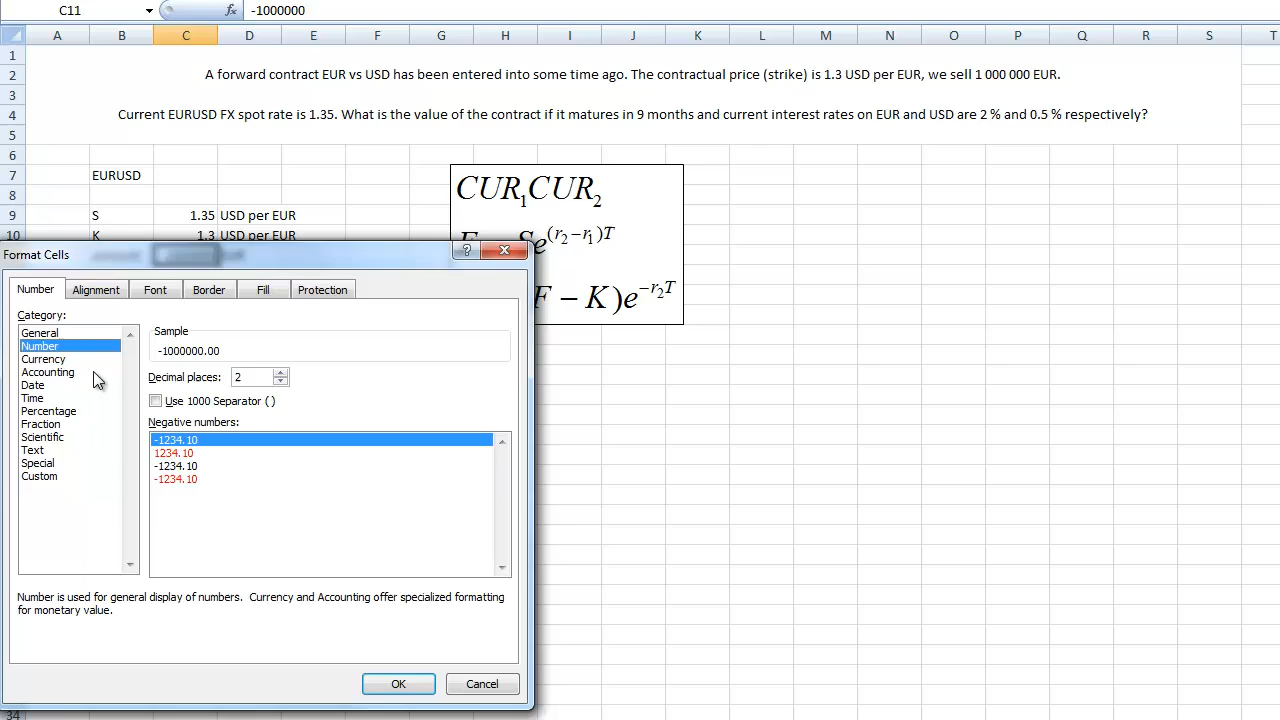 C11 fx -1000000
A B C D E F G H I J K L M N O P Q R S T
1
2 A forward contract EUR vs USD has been entered into some time ago. The contractual price (strike) is 1.3 USD per EUR, we sell 1 000 000 EUR.
3
4 Current EURUSD FX spot rate is 1.35. What is the value of the contract if it matures in 9 months and current interest rates on EUR and USD are 2 % and 0.5 % respectively?
5
6
7 EURUSD CUR₁CUR₂
8
9 S 1.35 USD per EUR
10 K 1.3 USD per EUR
Se^(r₂−r₁)T
F − K)e^−r₂T
Format Cells ?
Number Alignment Font Border Fill Protection
Category:
General
Number
Currency
Accounting
Date
Time
Percentage
Fraction
Scientific
Text
Special
Custom
Sample
-1000000.00
Decimal places: 2
Use 1000 Separator ( )
Negative numbers:
-1234.10
1234.10
-1234.10
-1234.10
Number is used for general display of numbers. Currency and Accounting offer specialized formatting
for monetary value.
OK Cancel
34